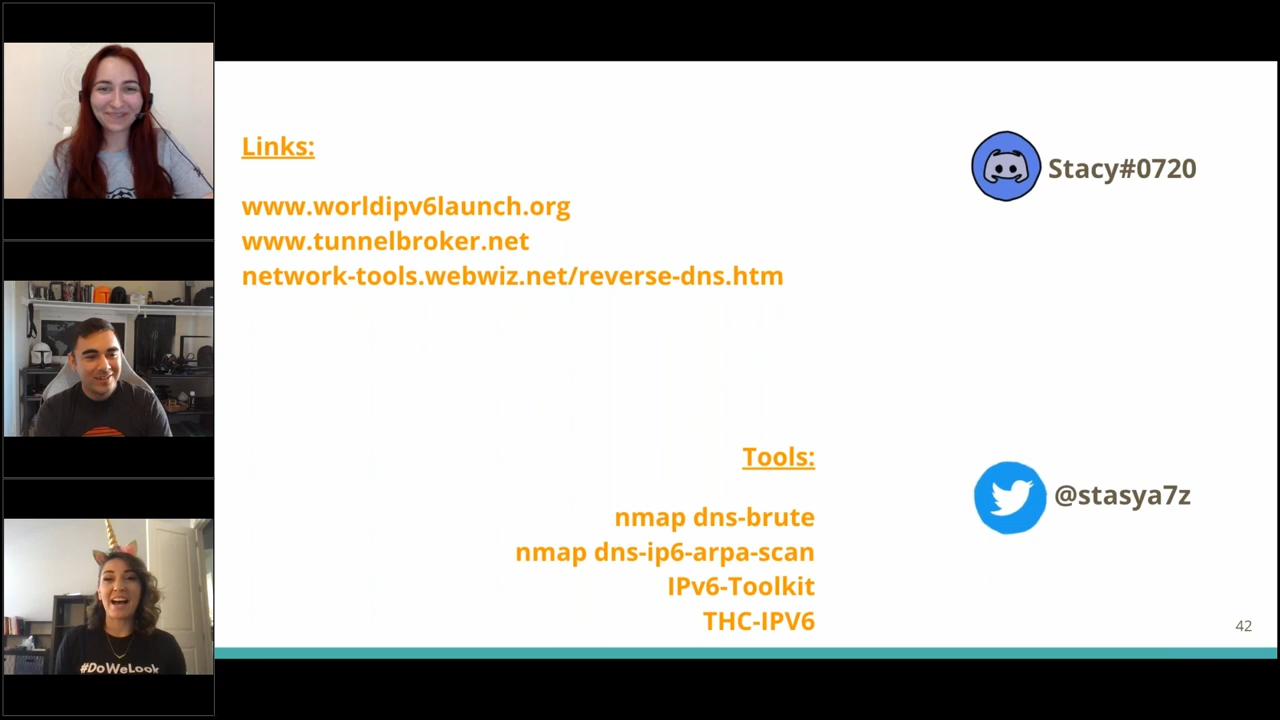 Links:
www.worldipv6launch.org
www.tunnelbroker.net
network-tools.webwiz.net/reverse-dns.htm
Stacy#0720
Tools:
nmap dns-brute
nmap dns-ip6-arpa-scan
IPv6-Toolkit
THC-IPV6
@stasya7z
42
#DoWeLook